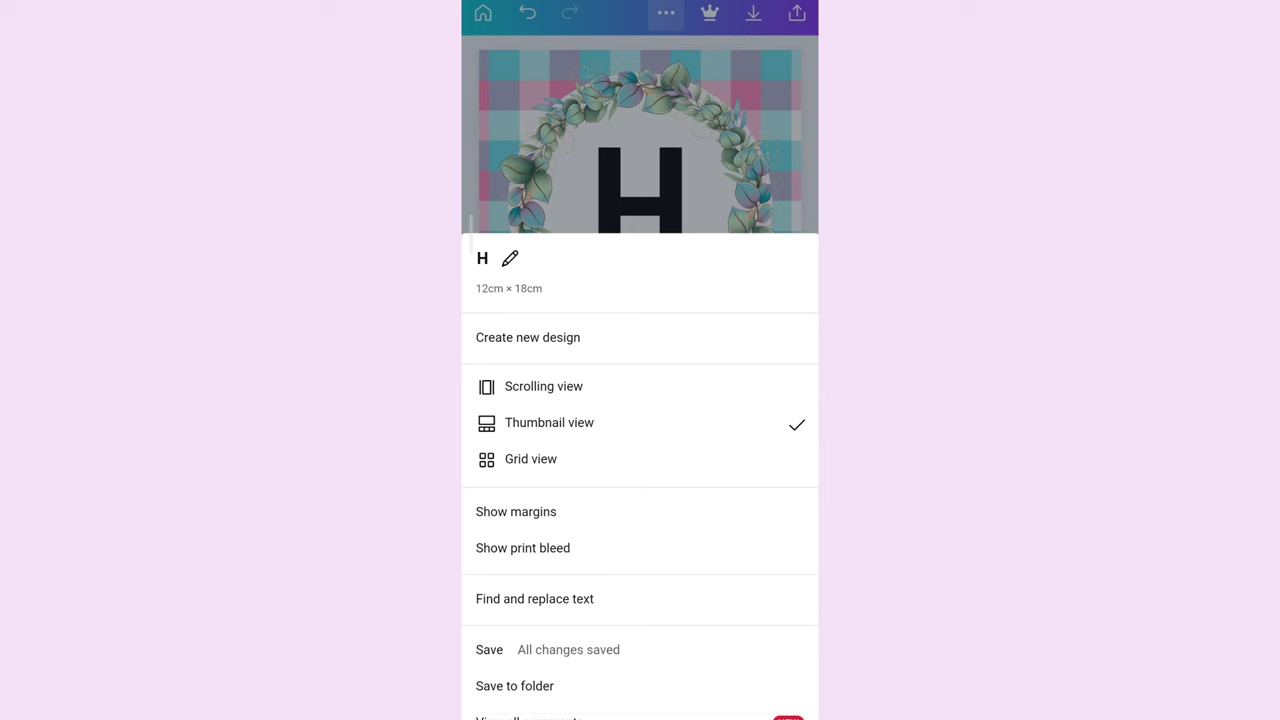 H
H
12cm × 18cm
Create new design
Scrolling view
Thumbnail view
Grid view
Show margins
Show print bleed
Find and replace text
Save All changes saved
Save to folder